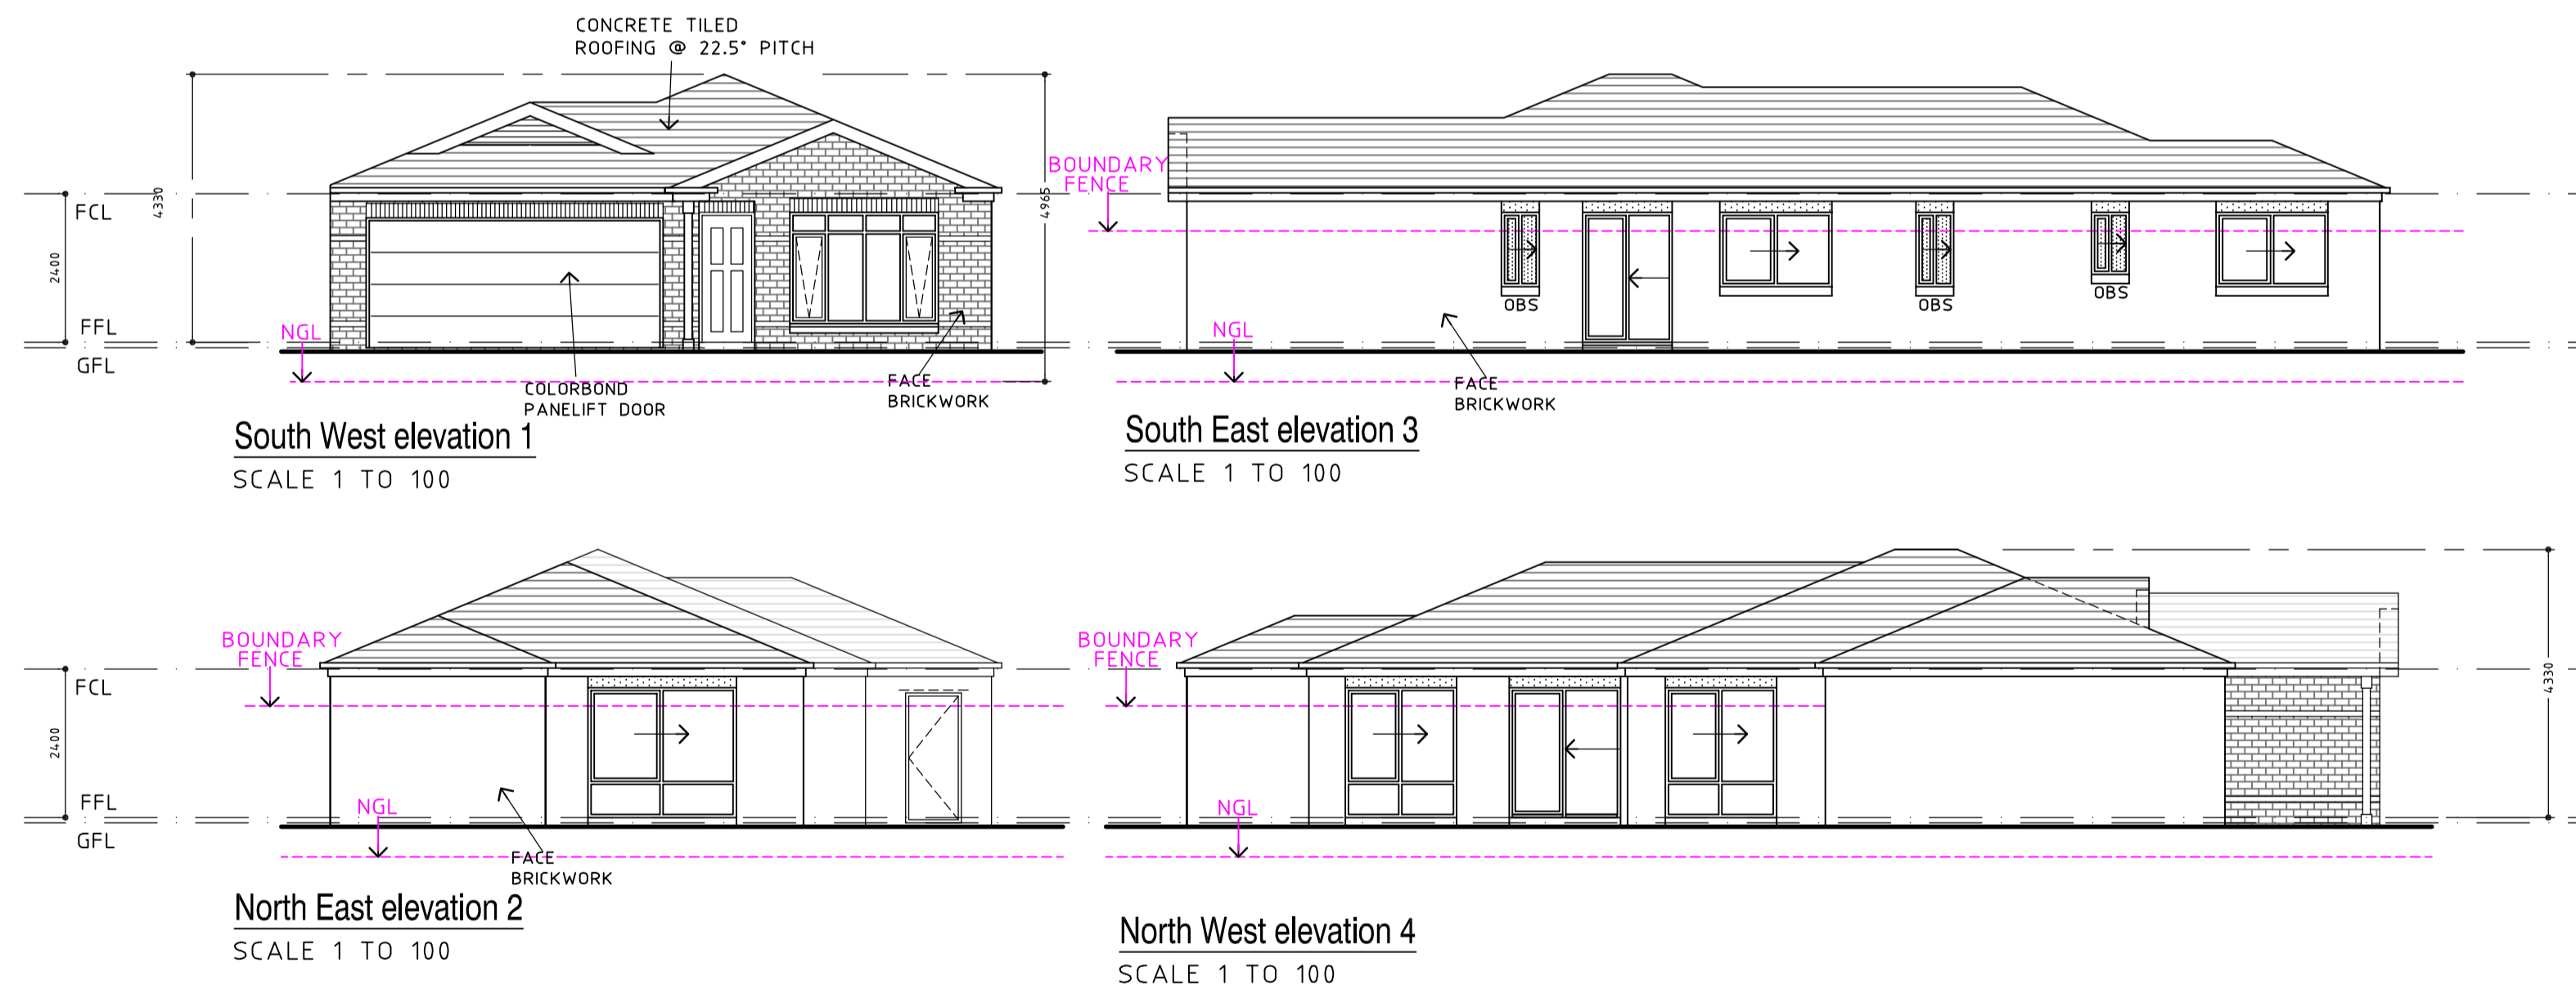 CONCRETE TILED
ROOFING @ 22.5° PITCH
4330
4965
FCL
2400
FFL
GFL
NGL
COLORBOND
PANELIFT DOOR
FACE
BRICKWORK
South West elevation 1
SCALE 1 TO 100
BOUNDARY
FENCE
OBS
OBS
OBS
NGL
FACE
BRICKWORK
South East elevation 3
SCALE 1 TO 100
BOUNDARY
FENCE
FCL
2400
FFL
GFL
NGL
FACE
BRICKWORK
North East elevation 2
SCALE 1 TO 100
BOUNDARY
FENCE
4330
NGL
North West elevation 4
SCALE 1 TO 100